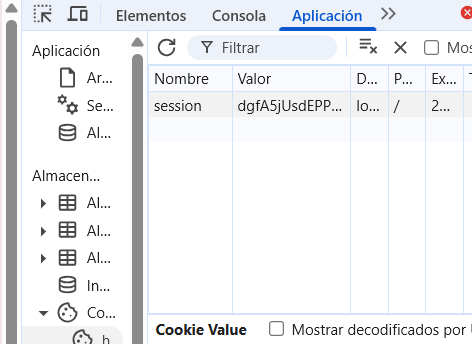 Elementos Consola Aplicación
Aplicación
Ar...
Se...
Al...
Almacen...
Al...
Al...
Al...
In...
Co...
h
Filtrar
Mos
Nombre Valor D... P... Ex...
session dgfA5jUsdEPP... lo... / 2...
Cookie Value Mostrar decodificados por